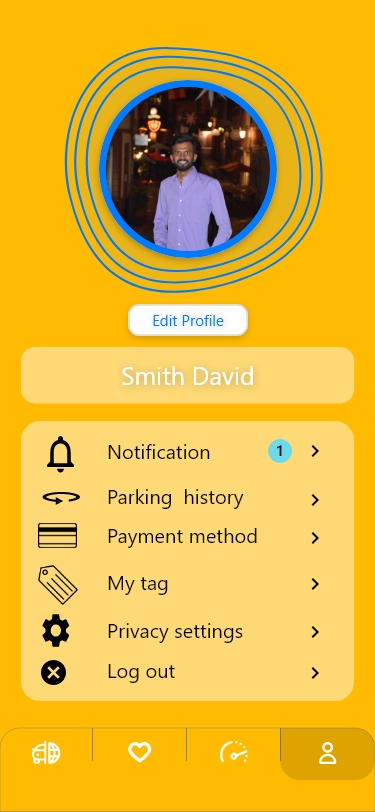 Edit Profile
Smith David
Notification 1
Parking history
Payment method
My tag
Privacy settings
Log out